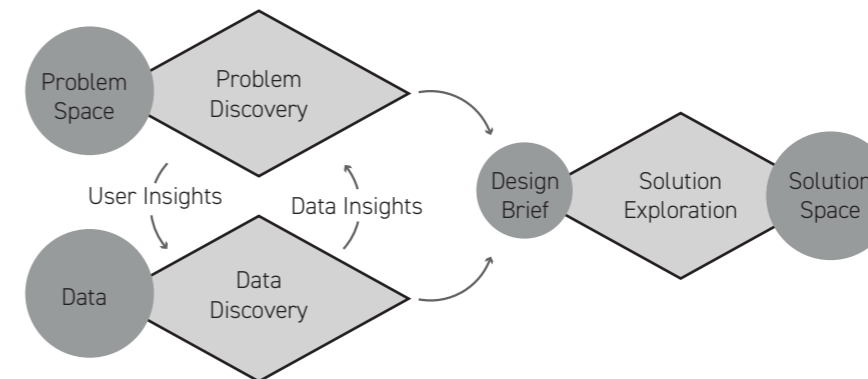 Problem
Space
Problem
Discovery
User Insights
Data Insights
Data
Data
Discovery
Design
Brief
Solution
Exploration
Solution
Space